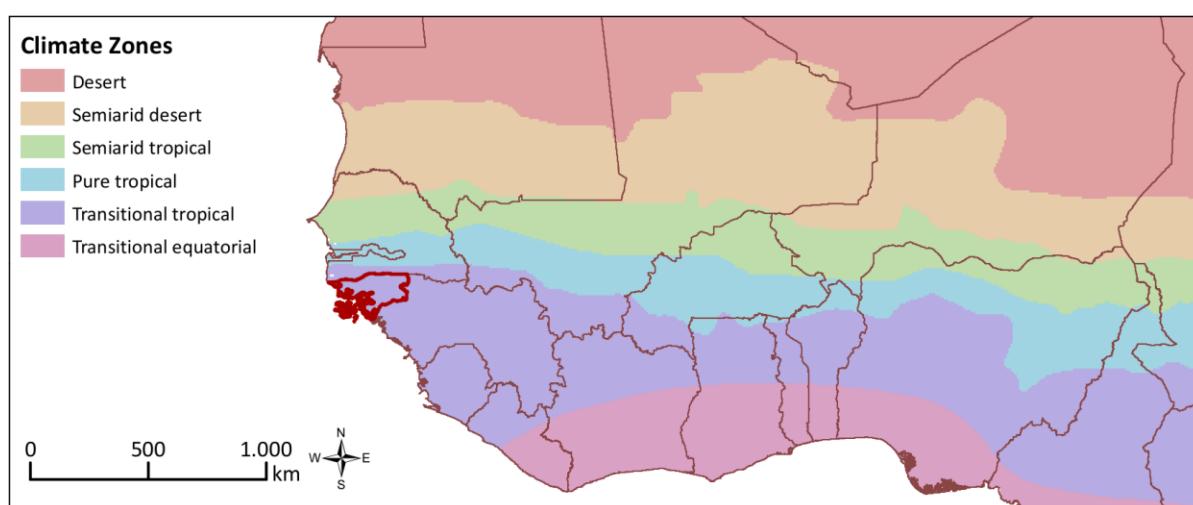 Climate Zones
Desert
Semiarid desert
Semiarid tropical
Pure tropical
Transitional tropical
Transitional equatorial
0 500 1.000
km
N
W E
S